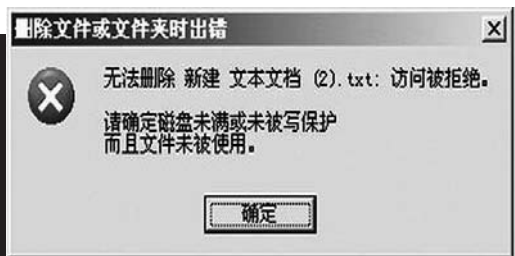 删除文件或文件夹时出错
无法删除 新建 文本文档 (2).txt: 访问被拒绝。
请确定磁盘未满或未被写保护
而且文件未被使用。
确定